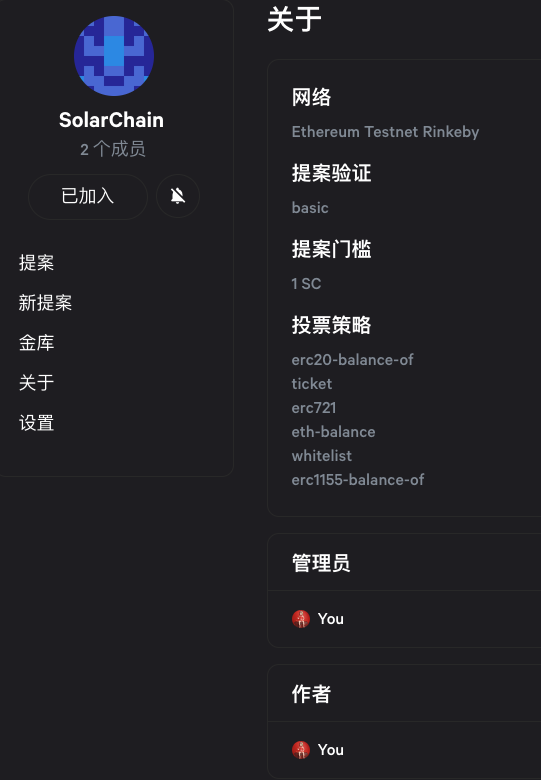 SolarChain
2 个成员
已加入
提案
新提案
金库
关于
设置
关于
网络
Ethereum Testnet Rinkeby
提案验证
basic
提案门槛
1 SC
投票策略
erc20-balance-of
ticket
erc721
eth-balance
whitelist
erc1155-balance-of
管理员
You
作者
You